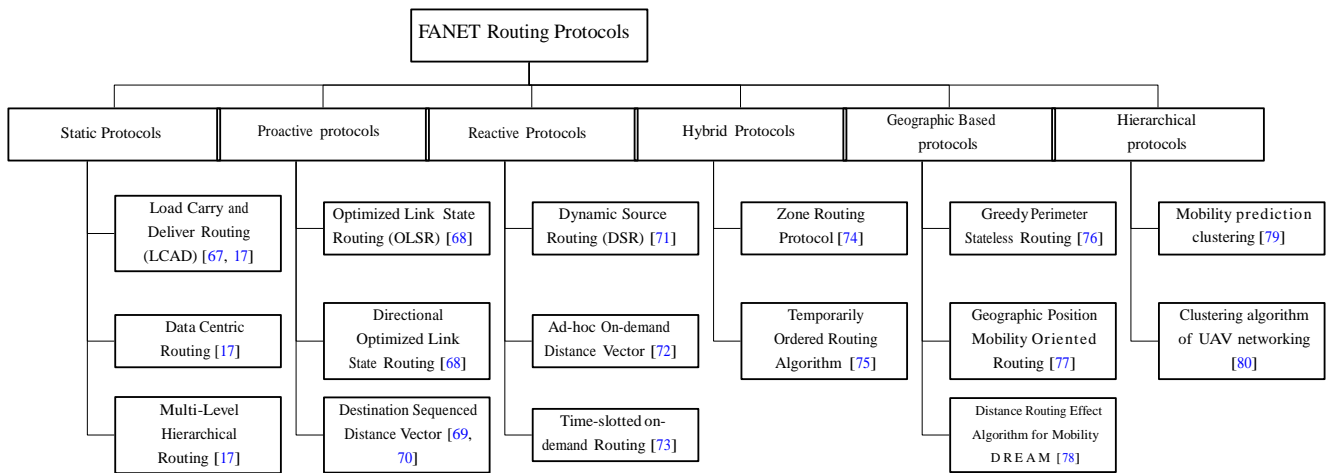 FANET Routing Protocols
Static Protocols
Proactive protocols
Reactive Protocols
Hybrid Protocols
Geographic Based
protocols
Hierarchical
protocols
Load Carry and
Deliver Routing
(LCAD) [67, 17]
Data Centric
Routing [17]
Multi-Level
Hierarchical
Routing [17]
Optimized Link State
Routing (OLSR) [68]
Directional
Optimized Link
State Routing [68]
Destination Sequenced
Distance Vector [69,
70]
Dynamic Source
Routing (DSR) [71]
Ad-hoc On-demand
Distance Vector [72]
Time-slotted on-
demand Routing [73]
Zone Routing
Protocol [74]
Temporarily
Ordered Routing
Algorithm [75]
Greedy Perimeter
Stateless Routing [76]
Geographic Position
Mobility Oriented
Routing [77]
Distance Routing Effect
Algorithm for Mobility
DREAM [78]
Mobility prediction
clustering [79]
Clustering algorithm
of UAV networking
[80]